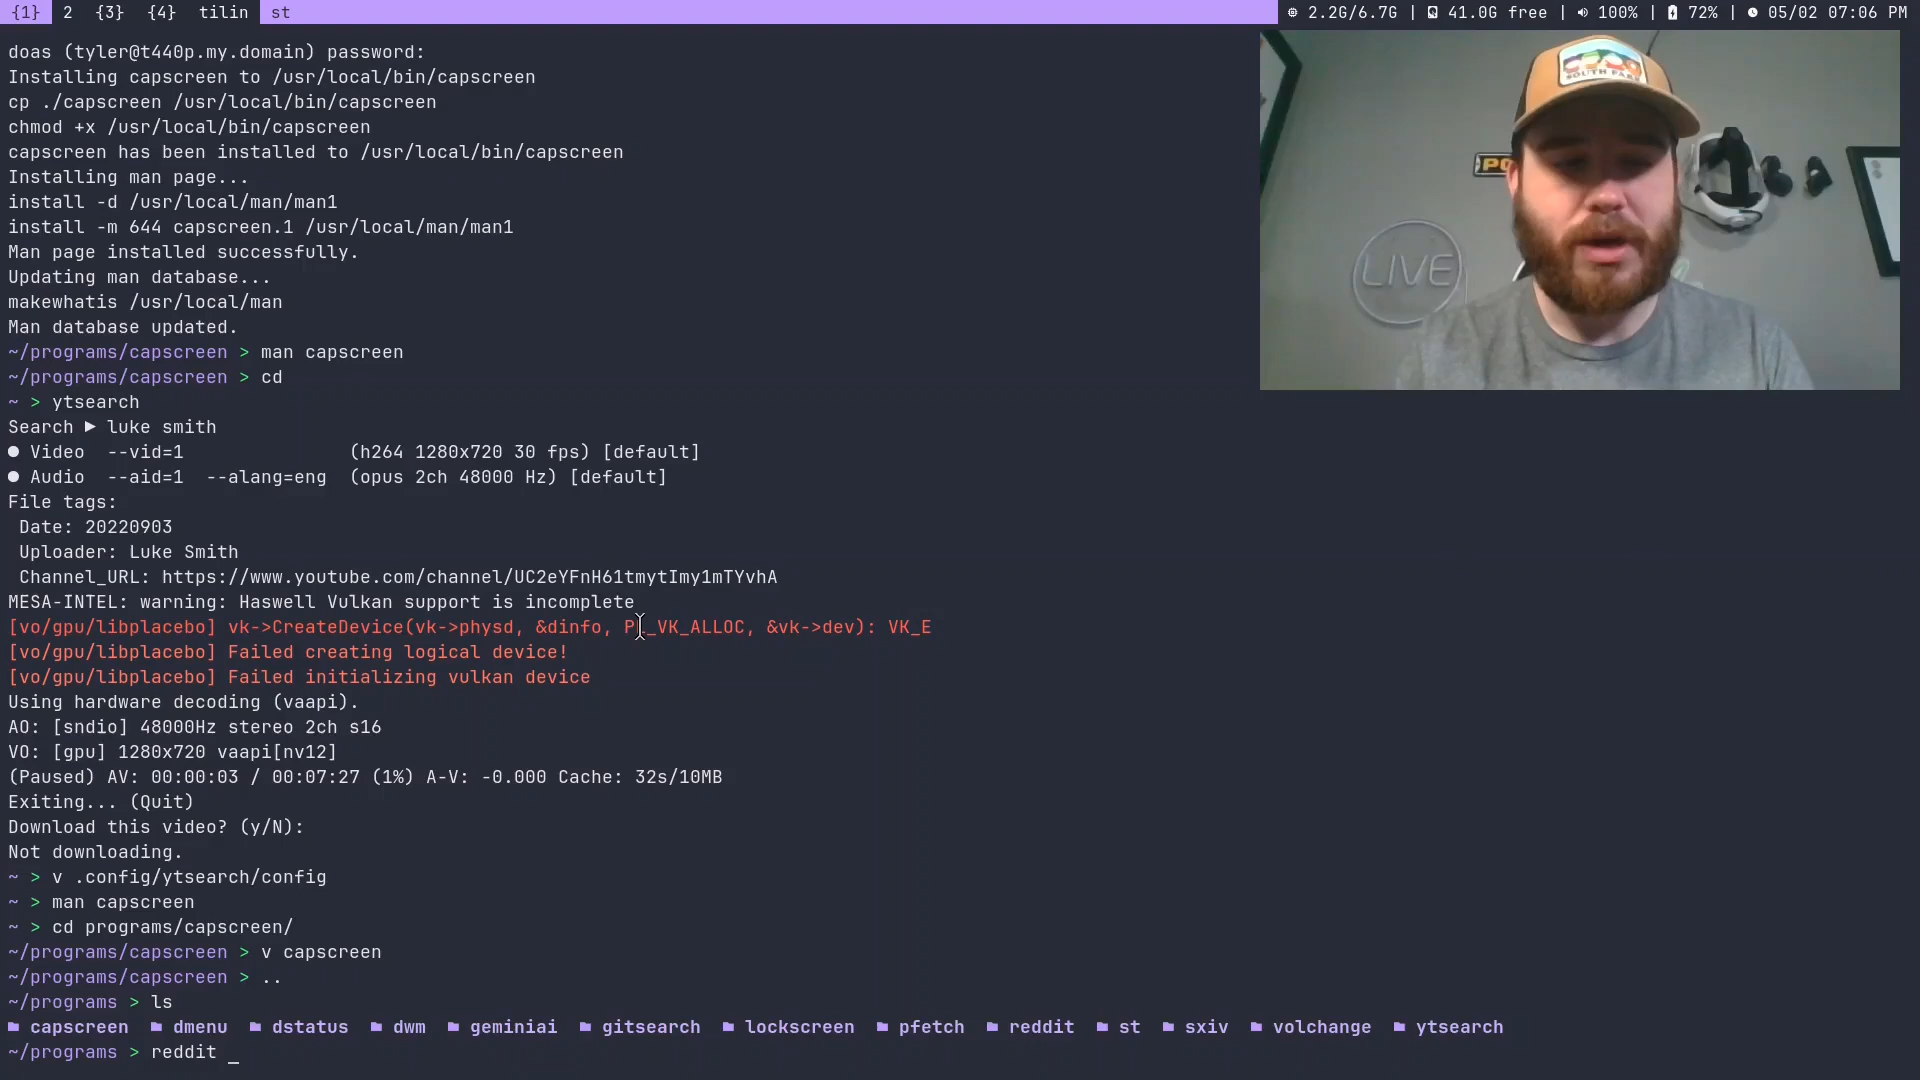 {1} 2 {3} {4} tilin st 2.2G/6.7G | 41.0G free | 100% | 72% | 05/02 07:06 PM
doas (tyler@t440p.my.domain) password:
Installing capscreen to /usr/local/bin/capscreen
cp ./capscreen /usr/local/bin/capscreen
chmod +x /usr/local/bin/capscreen
capscreen has been installed to /usr/local/bin/capscreen
Installing man page...
install -d /usr/local/man/man1
install -m 644 capscreen.1 /usr/local/man/man1
Man page installed successfully.
Updating man database...
makewhatis /usr/local/man
Man database updated.
~/programs/capscreen > man capscreen
~/programs/capscreen > cd
~ > ytsearch
Search ► luke smith
● Video --vid=1 (h264 1280x720 30 fps) [default]
● Audio --aid=1 --alang=eng (opus 2ch 48000 Hz) [default]
File tags:
Date: 20220903
Uploader: Luke Smith
Channel_URL: https://www.youtube.com/channel/UC2eYFnH61tmytImy1mTYvhA
MESA-INTEL: warning: Haswell Vulkan support is incomplete
[vo/gpu/libplacebo] vk->CreateDevice(vk->physd, &dinfo, PL_VK_ALLOC, &vk->dev): VK_E
[vo/gpu/libplacebo] Failed creating logical device!
[vo/gpu/libplacebo] Failed initializing vulkan device
Using hardware decoding (vaapi).
AO: [sndio] 48000Hz stereo 2ch s16
VO: [gpu] 1280x720 vaapi[nv12]
(Paused) AV: 00:00:03 / 00:07:27 (1%) A-V: -0.000 Cache: 32s/10MB
Exiting... (Quit)
Download this video? (y/N):
Not downloading.
~ > v .config/ytsearch/config
~ > man capscreen
~ > cd programs/capscreen/
~/programs/capscreen > v capscreen
~/programs/capscreen > ..
~/programs > ls
capscreen dmenu dstatus dwm geminiai gitsearch lockscreen pfetch reddit st sxiv volchange ytsearch
~/programs > reddit _
SOUTH PARK
LIVE